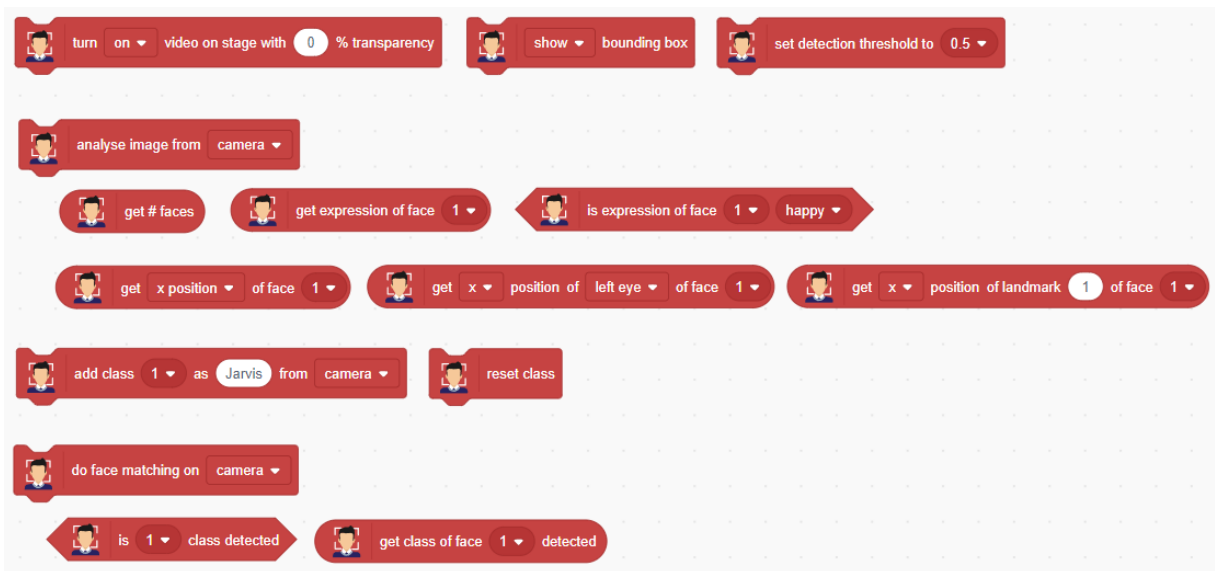 turn on video on stage with 0 % transparency
show bounding box
set detection threshold to 0.5
analyse image from camera
get # faces
get expression of face 1
is expression of face 1 happy
get x position of face 1
get x position of left eye of face 1
get x position of landmark 1 of face 1
add class 1 as Jarvis from camera
reset class
do face matching on camera
is 1 class detected
get class of face 1 detected